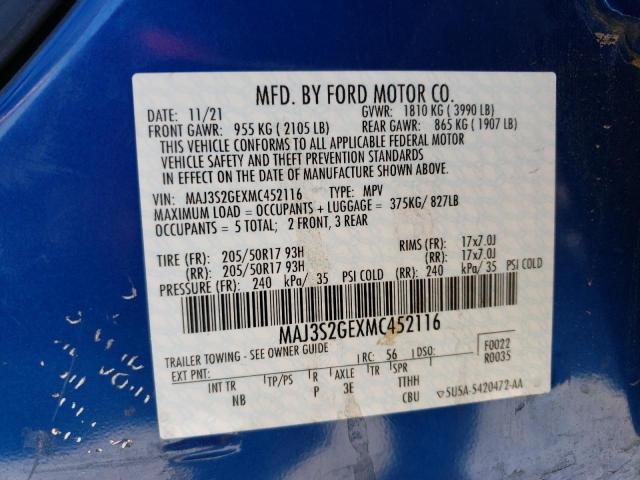 MFD. BY FORD MOTOR CO.
DATE: 11/21 GVWR: 1810 KG ( 3990 LB)
FRONT GAWR: 955 KG ( 2105 LB) REAR GAWR: 865 KG ( 1907 LB)
THIS VEHICLE CONFORMS TO ALL APPLICABLE FEDERAL MOTOR
VEHICLE SAFETY AND THEFT PREVENTION STANDARDS
IN EFFECT ON THE DATE OF MANUFACTURE SHOWN ABOVE.
VIN: MAJ3S2GEXMC452116 TYPE: MPV
MAXIMUM LOAD = OCCUPANTS + LUGGAGE = 375KG/ 827LB
OCCUPANTS = 5 TOTAL; 2 FRONT, 3 REAR
TIRE (FR): 205/50R17 93H RIMS (FR): 17x7.0J
(RR): 205/50R17 93H (RR): 17x7.0J
PRESSURE (FR): 240 kPa/ 35 PSI COLD (RR): 240 kPa/ 35 PSI COLD
MAJ3S2GEXMC452116
TRAILER TOWING - SEE OWNER GUIDE RC: 56 DSO: F0022
EXT PNT: R0035
INT TR TP/PS R AXLE TR SPR
NB P 3E TTHH
CBU 5U5A-5420472-AA